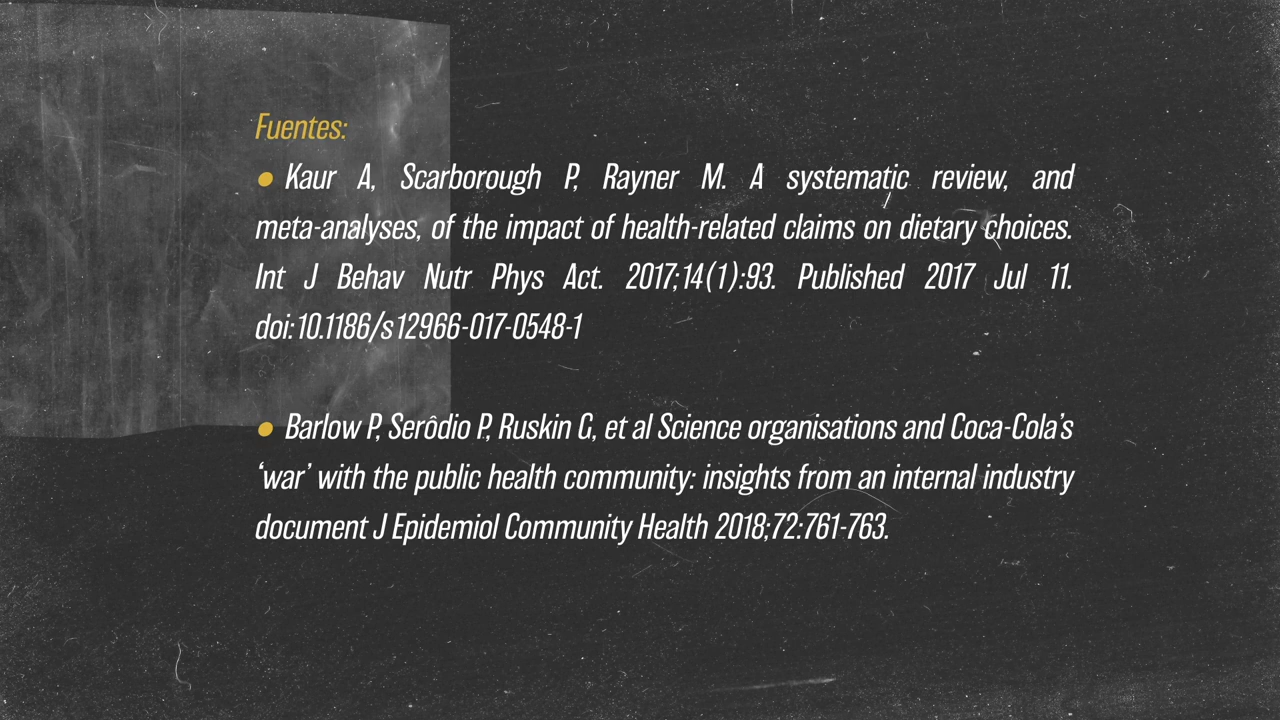 Fuentes:
● Kaur A, Scarborough P, Rayner M. A systematic review, and
meta-analyses, of the impact of health-related claims on dietary choices.
Int J Behav Nutr Phys Act. 2017;14(1):93. Published 2017 Jul 11.
doi:10.1186/s12966-017-0548-1
● Barlow P, Serôdio P, Ruskin G, et al Science organisations and Coca-Cola’s
‘war’ with the public health community: insights from an internal industry
document J Epidemiol Community Health 2018;72:761-763.